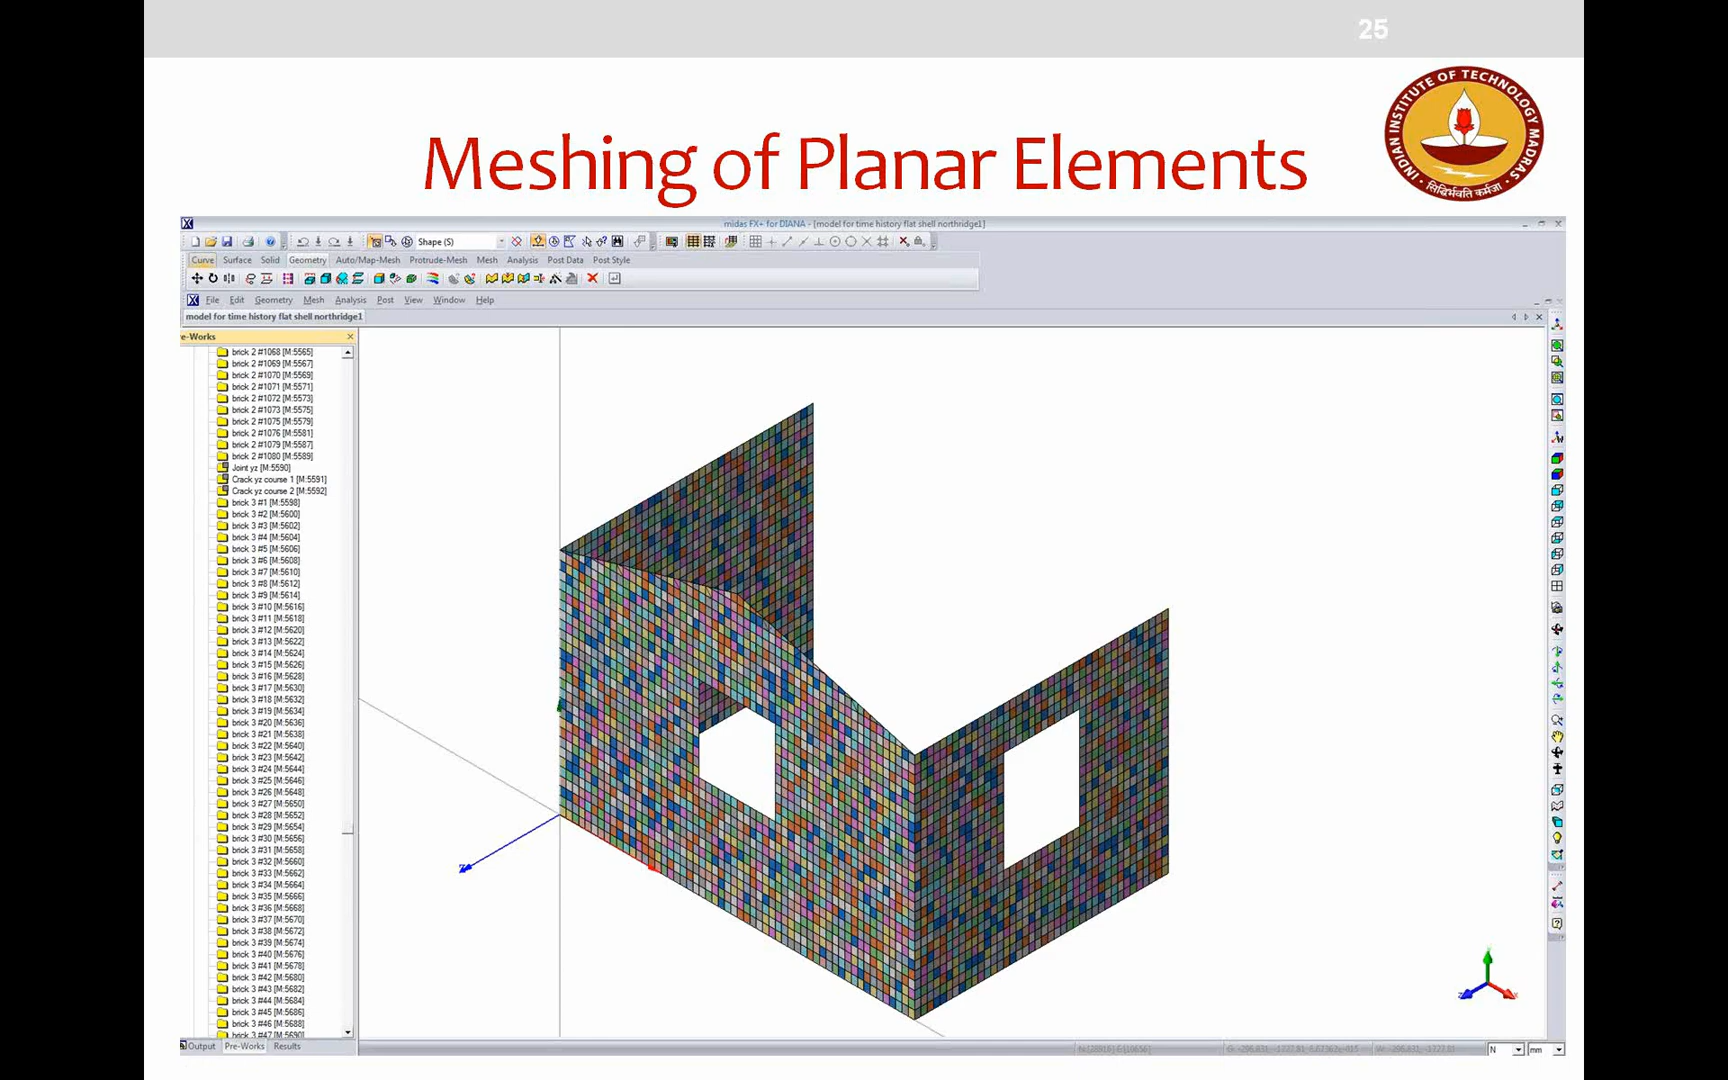 25
INDIAN INSTITUTE OF TECHNOLOGY MADRAS
सिद्धिर्भवति कर्मजा
Meshing of Planar Elements
midas FX+ for DIANA - [model for time history flat shell northridge1]
Shape (S)
Curve Surface Solid Geometry Auto/Map-Mesh Protrude-Mesh Mesh Analysis Post Data Post Style
File Edit Geometry Mesh Analysis Post View Window Help
model for time history flat shell northridge1
e-Works
brick 2 #1068 [M:5565]
brick 2 #1069 [M:5567]
brick 2 #1070 [M:5569]
brick 2 #1071 [M:5571]
brick 2 #1072 [M:5573]
brick 2 #1073 [M:5575]
brick 2 #1075 [M:5579]
brick 2 #1076 [M:5581]
brick 2 #1079 [M:5587]
brick 2 #1080 [M:5589]
Joint yz [M:5590]
Crack yz course 1 [M:5591]
Crack yz course 2 [M:5592]
brick 3 #1 [M:5598]
brick 3 #2 [M:5600]
brick 3 #3 [M:5602]
brick 3 #4 [M:5604]
brick 3 #5 [M:5606]
brick 3 #6 [M:5608]
brick 3 #7 [M:5610]
brick 3 #8 [M:5612]
brick 3 #9 [M:5614]
brick 3 #10 [M:5616]
brick 3 #11 [M:5618]
brick 3 #12 [M:5620]
brick 3 #13 [M:5622]
brick 3 #14 [M:5624]
brick 3 #15 [M:5626]
brick 3 #16 [M:5628]
brick 3 #17 [M:5630]
brick 3 #18 [M:5632]
brick 3 #19 [M:5634]
brick 3 #20 [M:5636]
brick 3 #21 [M:5638]
brick 3 #22 [M:5640]
brick 3 #23 [M:5642]
brick 3 #24 [M:5644]
brick 3 #25 [M:5646]
brick 3 #26 [M:5648]
brick 3 #27 [M:5650]
brick 3 #28 [M:5652]
brick 3 #29 [M:5654]
brick 3 #30 [M:5656]
brick 3 #31 [M:5658]
brick 3 #32 [M:5660]
brick 3 #33 [M:5662]
brick 3 #34 [M:5664]
brick 3 #35 [M:5666]
brick 3 #36 [M:5668]
brick 3 #37 [M:5670]
brick 3 #38 [M:5672]
brick 3 #39 [M:5674]
brick 3 #40 [M:5676]
brick 3 #41 [M:5678]
brick 3 #42 [M:5680]
brick 3 #43 [M:5682]
brick 3 #44 [M:5684]
brick 3 #45 [M:5686]
brick 3 #46 [M:5688]
brick 3 #47 [M:5690]
Output Pre-Works Results
N mm